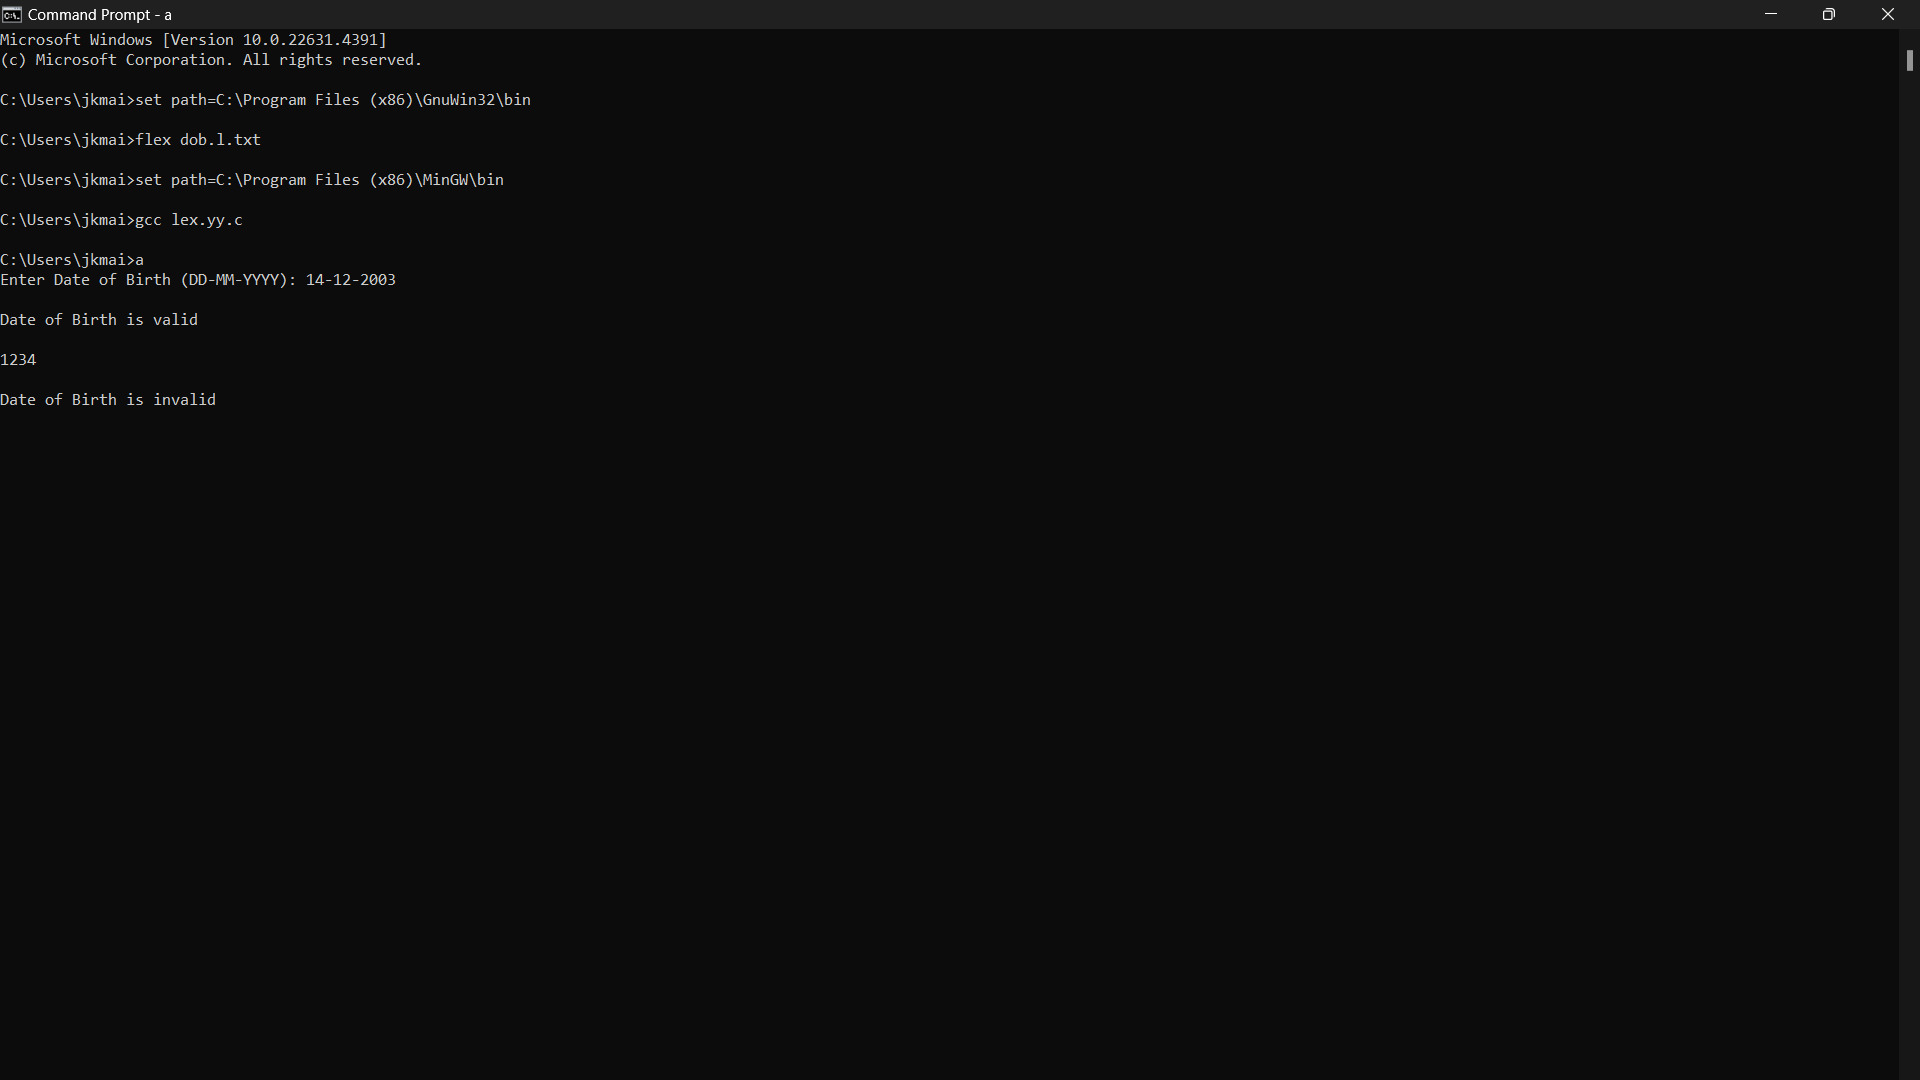 Command Prompt - a
Microsoft Windows [Version 10.0.22631.4391]
(c) Microsoft Corporation. All rights reserved.
C:\Users\jkmai>set path=C:\Program Files (x86)\GnuWin32\bin
C:\Users\jkmai>flex dob.l.txt
C:\Users\jkmai>set path=C:\Program Files (x86)\MinGW\bin
C:\Users\jkmai>gcc lex.yy.c
C:\Users\jkmai>a
Enter Date of Birth (DD-MM-YYYY): 14-12-2003
Date of Birth is valid
1234
Date of Birth is invalid